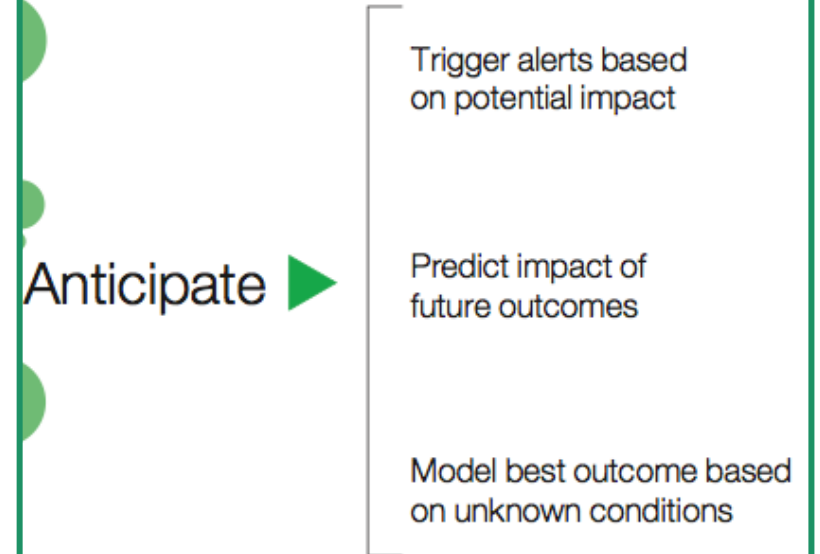 Trigger alerts based
on potential impact
Anticipate
Predict impact of
future outcomes
Model best outcome based
on unknown conditions